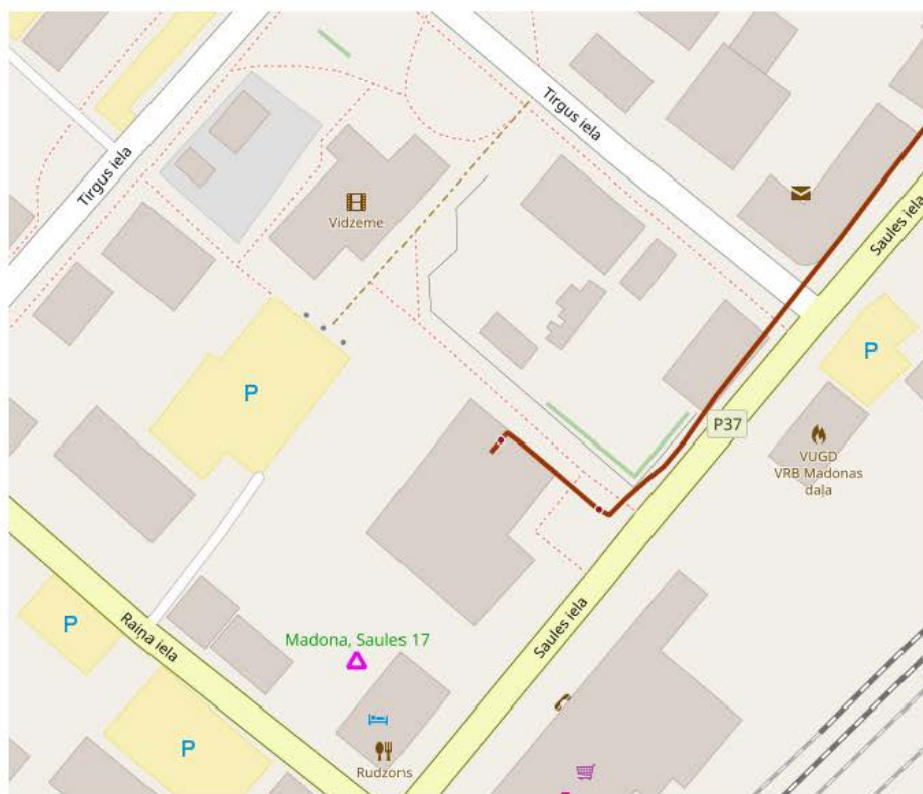 Tirgus iela
Tirgus iela
Vidzeme
Saules iela
P
P
P37
VUGD
VRB Madonas
daļa
Saules iela
P
Raiņa iela
Madona, Saules 17
P
Rudzons